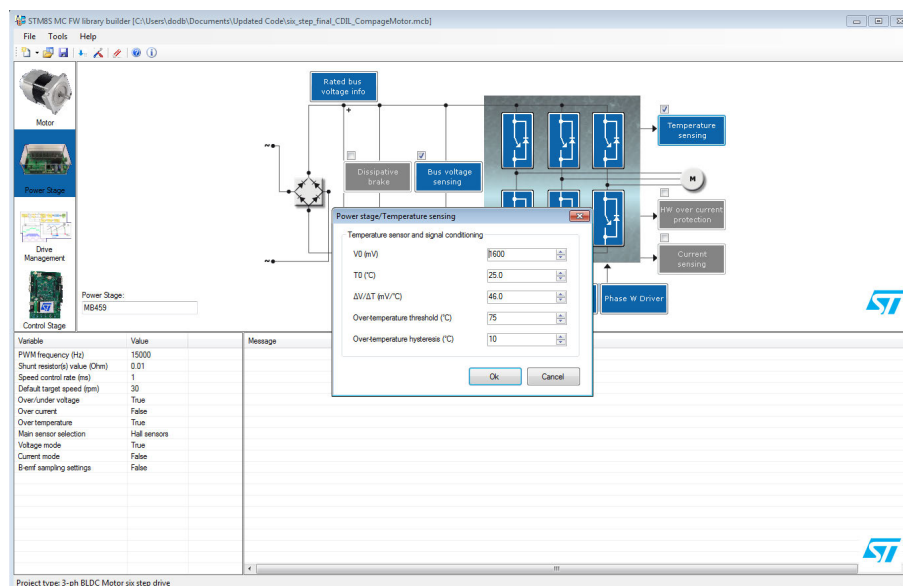 STM8S MC FW library builder [C:\Users\dodb\Documents\Updated Code\six_step_final_CDIL_CompageMotor.mcb]
File Tools Help
Motor
Power Stage
Drive
Management
Control Stage
Rated bus
voltage info
+
Dissipative
brake
Bus voltage
sensing
Temperature
sensing
M
HW over current
protection
Current
sensing
Phase W Driver
Power Stage:
MB459
ST
Power stage/Temperature sensing
Temperature sensor and signal conditioning
V0 (mV) 1600
T0 (°C) 25.0
ΔV/ΔT (mV/°C) 46.0
Over-temperature threshold (°C) 75
Over-temperature hysteresis (°C) 10
Ok Cancel
Variable Value Message
PWM frequency (Hz) 15000
Shunt resistor(s) value (Ohm) 0.01
Speed control rate (ms) 1
Default target speed (rpm) 30
Over/under voltage True
Over current False
Over temperature True
Main sensor selection Hall sensors
Voltage mode True
Current mode False
B-emf sampling settings False
ST
Project type: 3-ph BLDC Motor six step drive